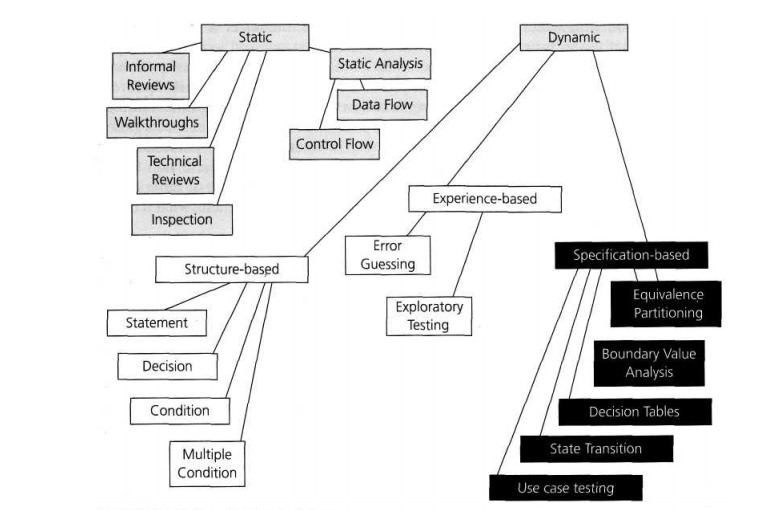 Static
Dynamic
Informal
Reviews
Static Analysis
Data Flow
Walkthroughs
Control Flow
Technical
Reviews
Experience-based
Inspection
Error
Guessing
Specification-based
Structure-based
Equivalence
Partitioning
Exploratory
Testing
Statement
Boundary Value
Analysis
Decision
Condition
Decision Tables
State Transition
Multiple
Condition
Use case testing